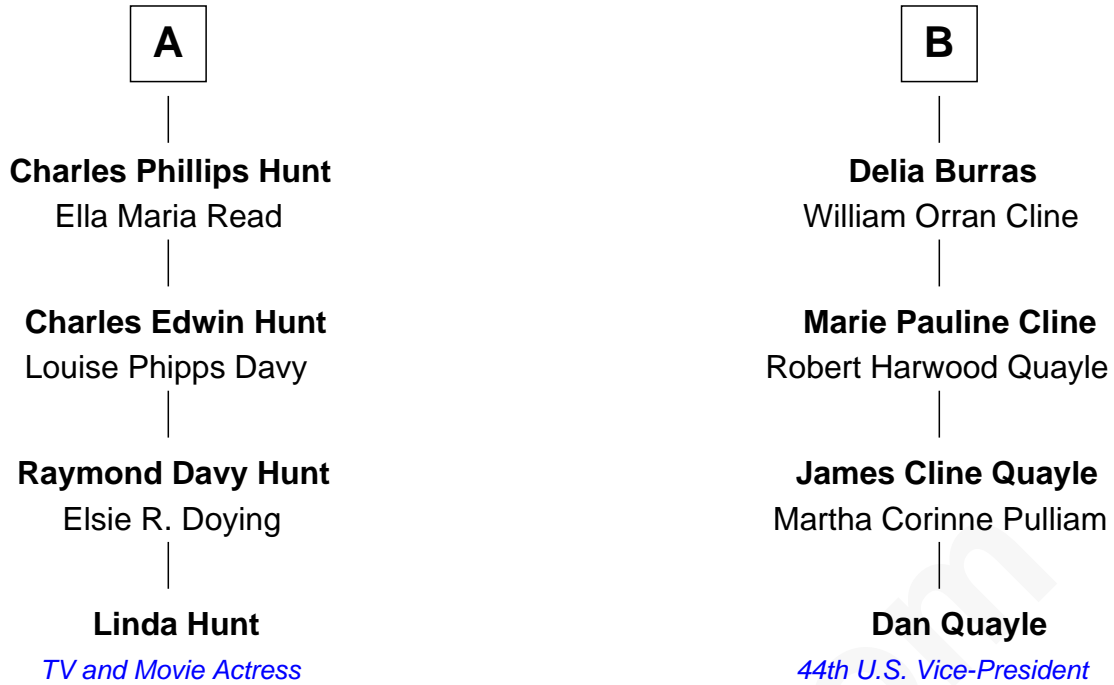 A
Charles Phillips Hunt
Ella Maria Read
Charles Edwin Hunt
Louise Phipps Davy
Raymond Davy Hunt
Elsie R. Doying
Linda Hunt
TV and Movie Actress
B
Delia Burras
William Orran Cline
Marie Pauline Cline
Robert Harwood Quayle
James Cline Quayle
Martha Corinne Pulliam
Dan Quayle
44th U.S. Vice-President